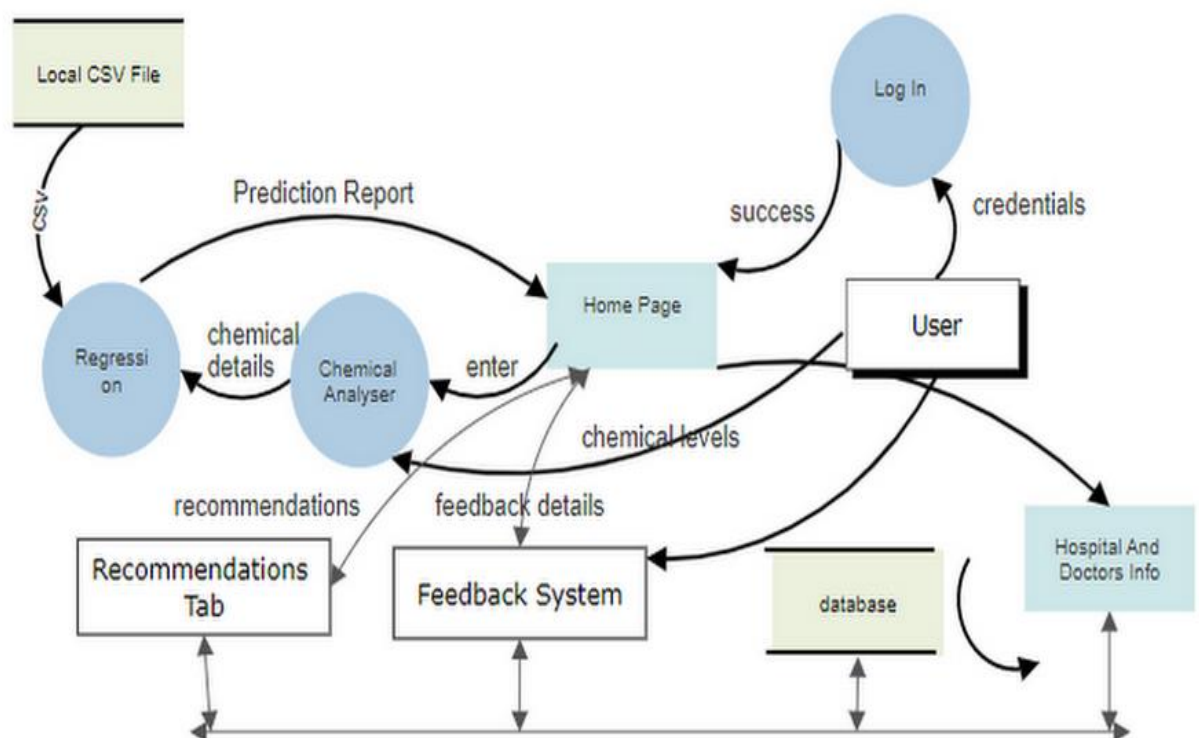 Local CSV File
Log In
CSV
Prediction Report
success
credentials
Home Page
User
Regressi
on
chemical
details
Chemical
Analyser
enter
chemical levels
recommendations
feedback details
Recommendations
Tab
Feedback System
database
Hospital And
Doctors Info